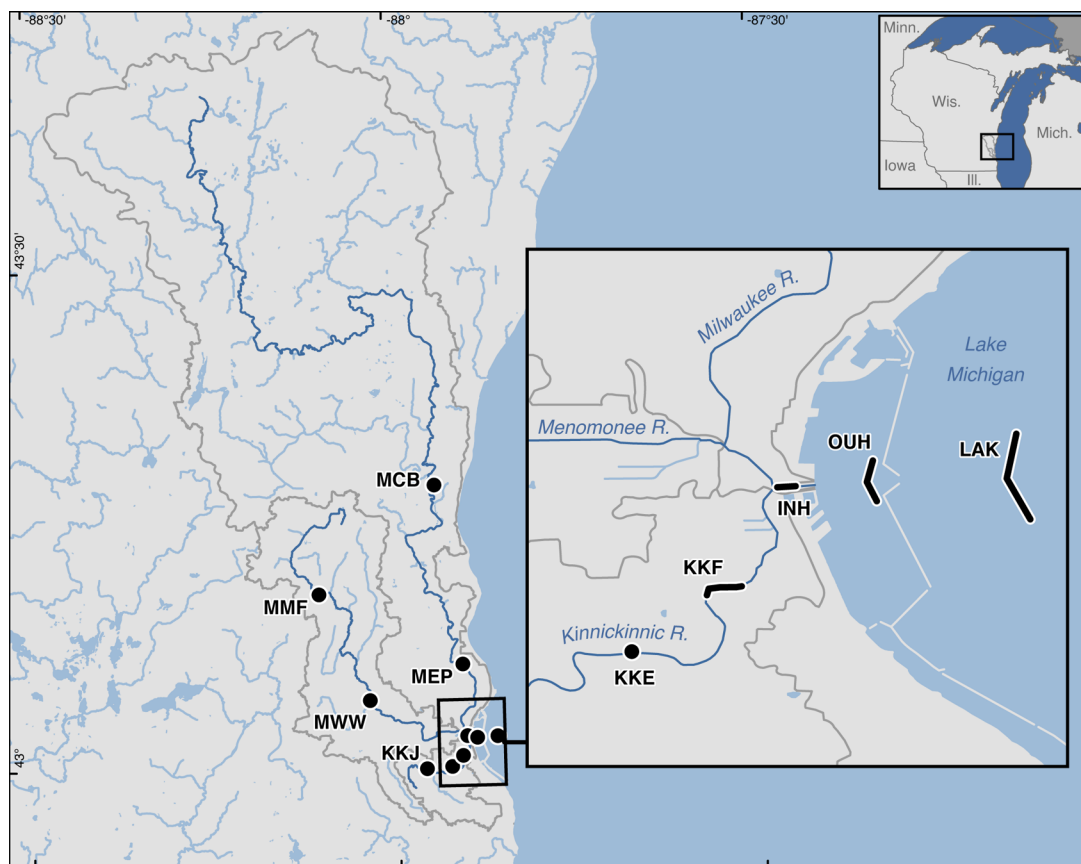 -88°30'
-88°
-87°30'
43°30'
43°
Minn.
Wis.
Mich.
Iowa
Ill.
MCB
MMF
MEP
MWW
KKJ
Milwaukee R.
Lake
Michigan
Menomonee R.
OUH
LAK
INH
KKF
Kinnickinnic R.
KKE